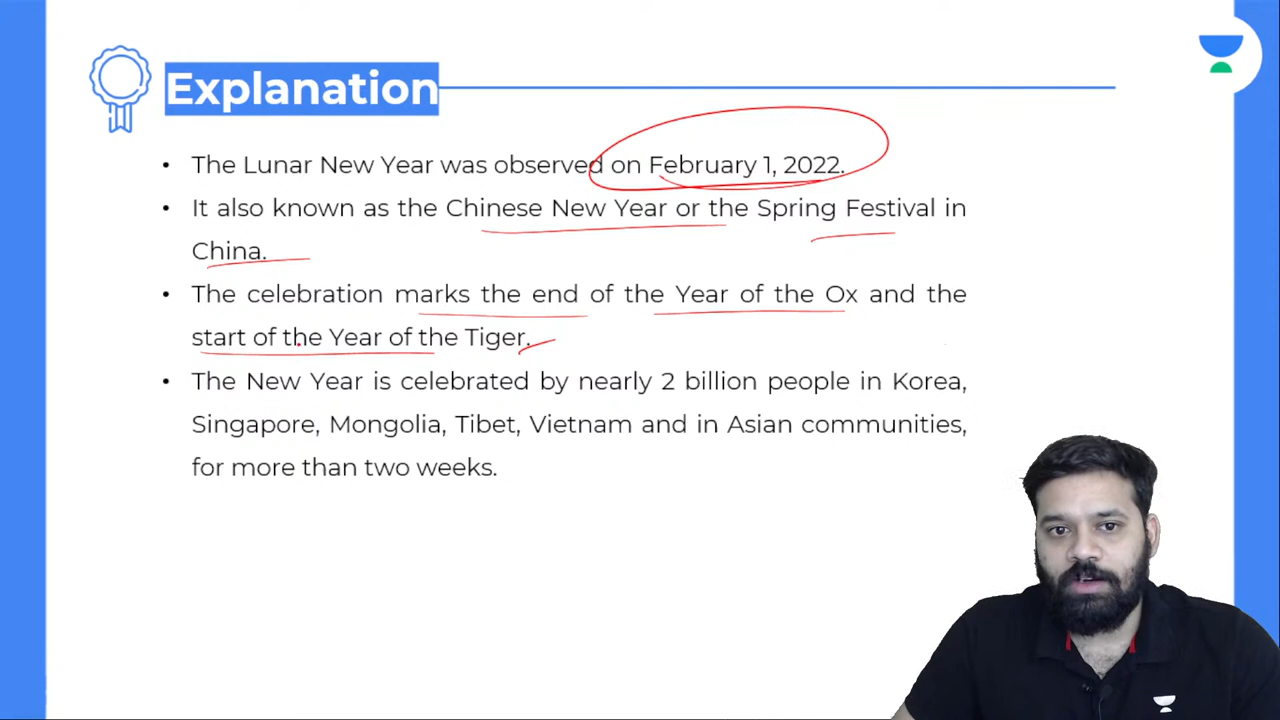 Explanation
• The Lunar New Year was observed on February 1, 2022.
• It also known as the Chinese New Year or the Spring Festival in
China.
• The celebration marks the end of the Year of the Ox and the
start of the Year of the Tiger.
• The New Year is celebrated by nearly 2 billion people in Korea,
Singapore, Mongolia, Tibet, Vietnam and in Asian communities,
for more than two weeks.